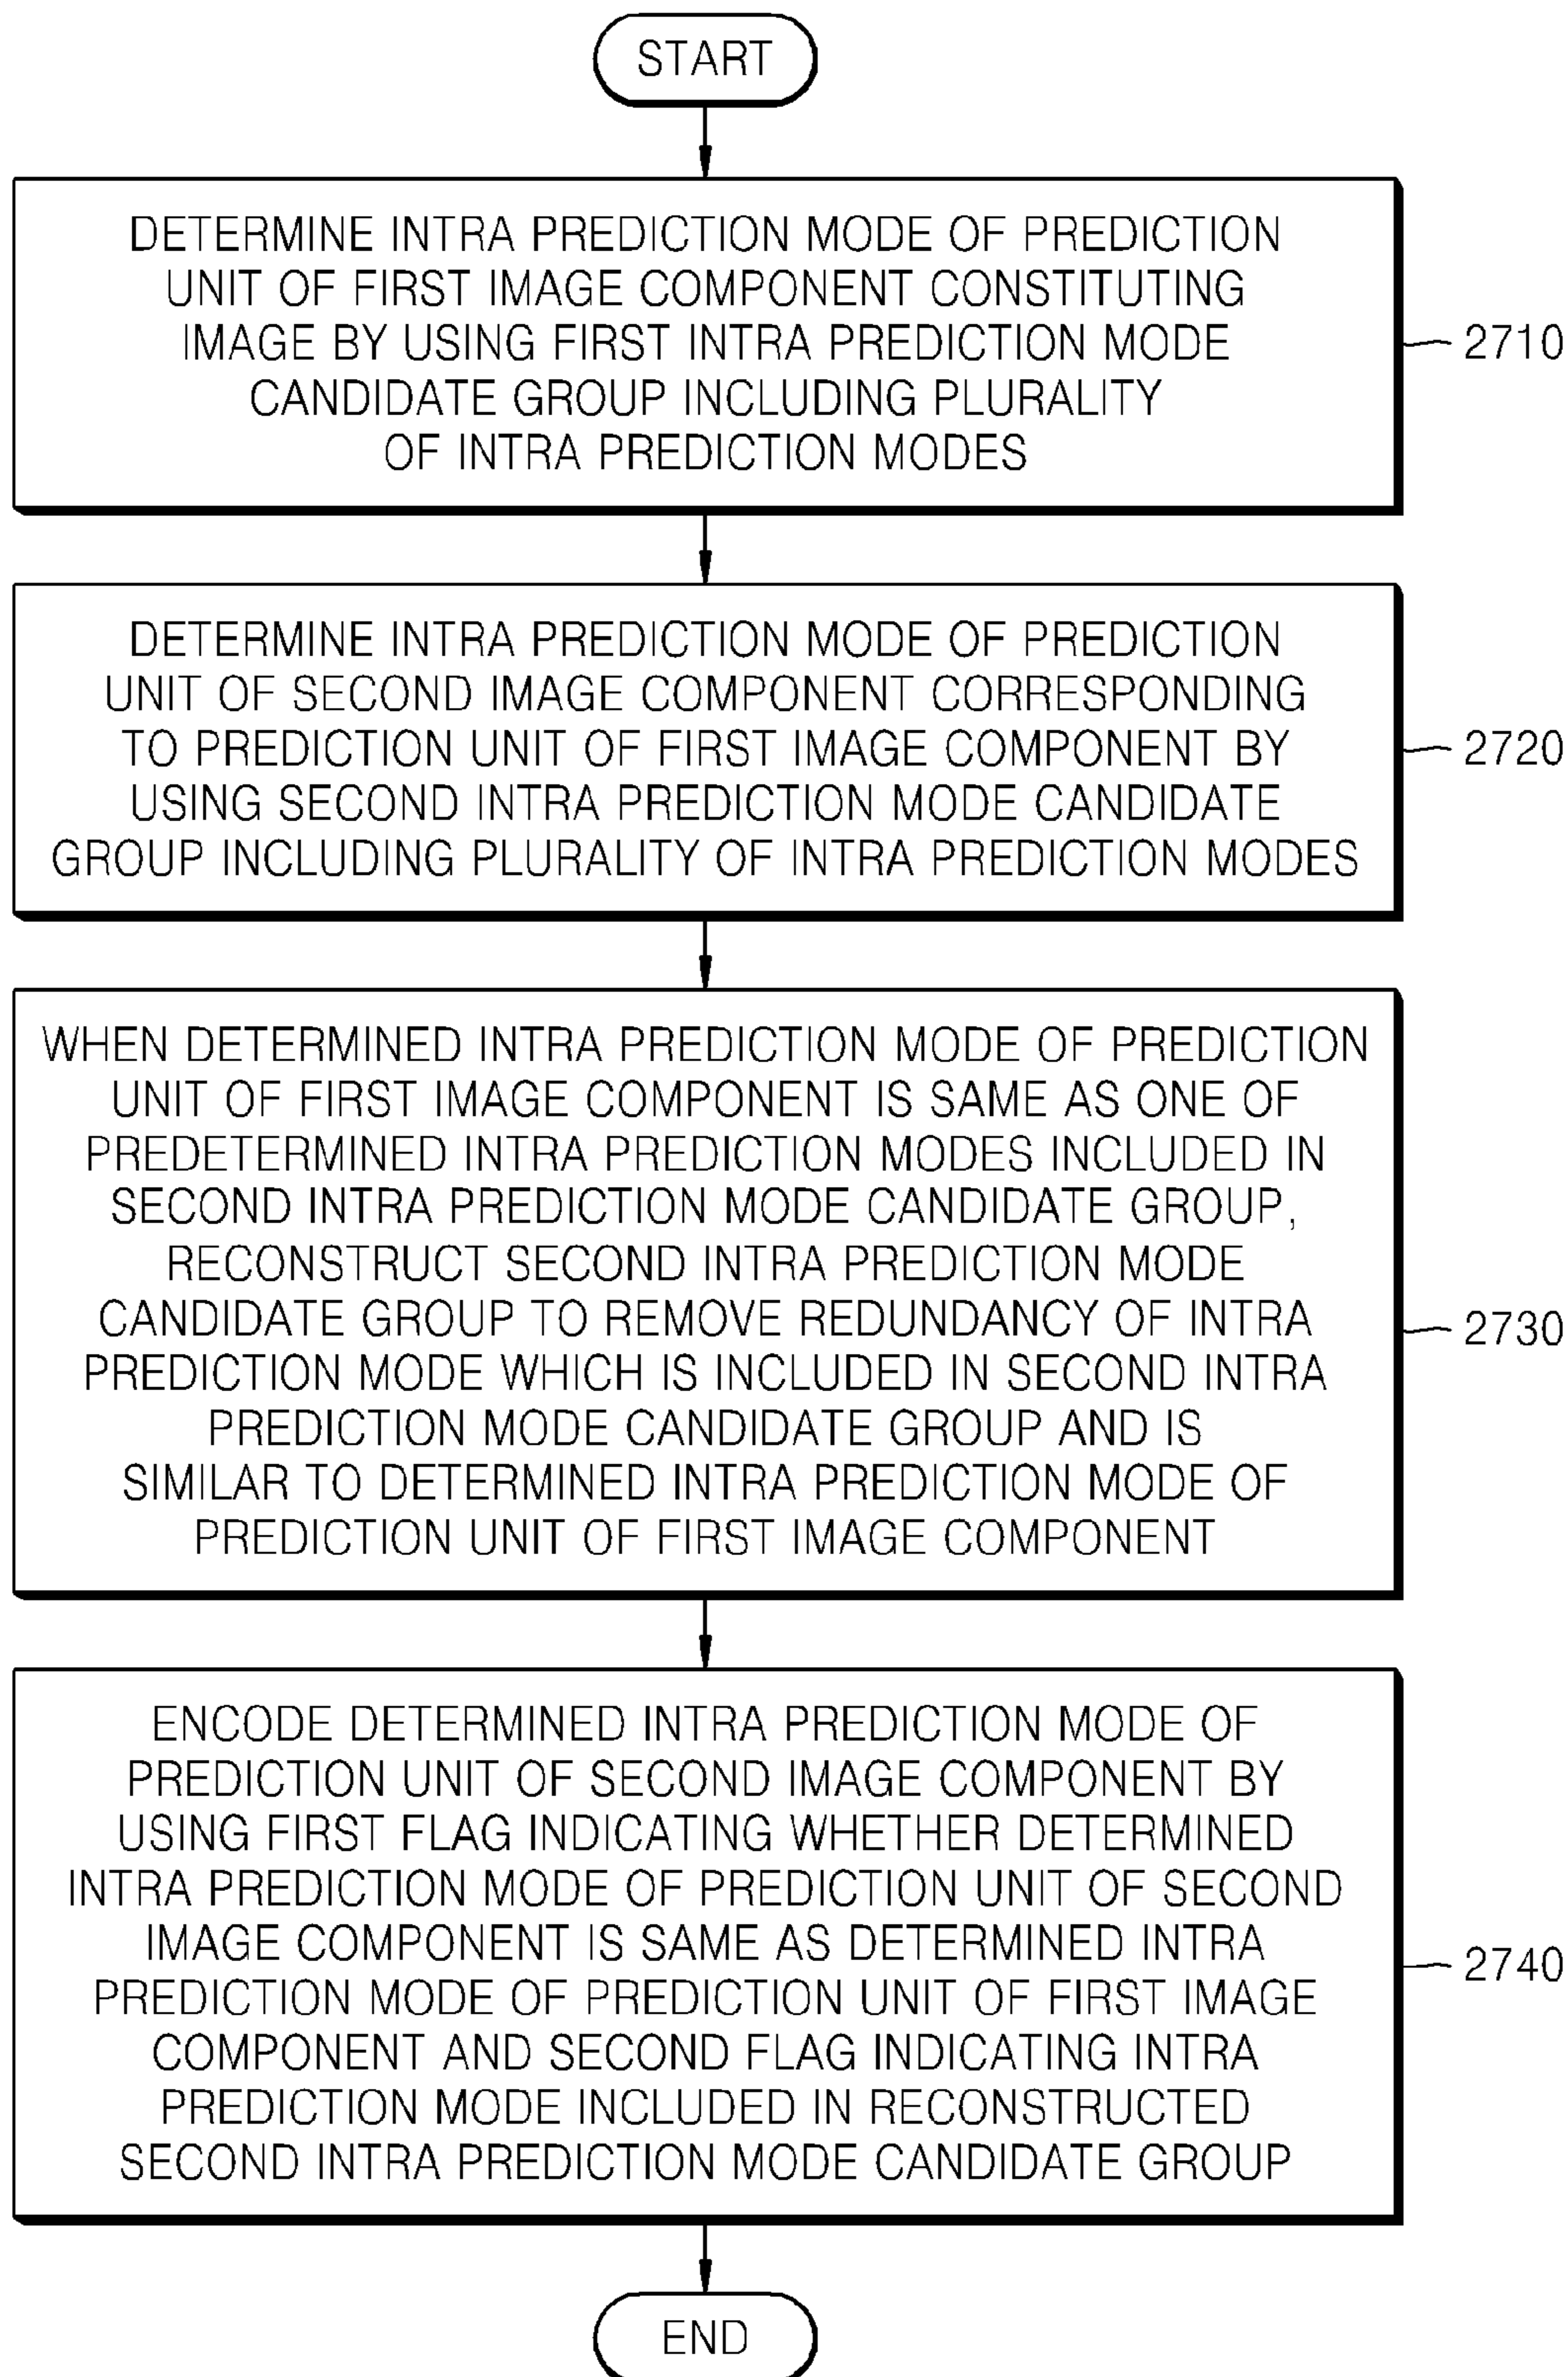 START
DETERMINE INTRA PREDICTION MODE OF PREDICTION
UNIT OF FIRST IMAGE COMPONENT CONSTITUTING
IMAGE BY USING FIRST INTRA PREDICTION MODE
CANDIDATE GROUP INCLUDING PLURALITY
OF INTRA PREDICTION MODES
2710
DETERMINE INTRA PREDICTION MODE OF PREDICTION
UNIT OF SECOND IMAGE COMPONENT CORRESPONDING
TO PREDICTION UNIT OF FIRST IMAGE COMPONENT BY
USING SECOND INTRA PREDICTION MODE CANDIDATE
GROUP INCLUDING PLURALITY OF INTRA PREDICTION MODES
2720
WHEN DETERMINED INTRA PREDICTION MODE OF PREDICTION
UNIT OF FIRST IMAGE COMPONENT IS SAME AS ONE OF
PREDETERMINED INTRA PREDICTION MODES INCLUDED IN
SECOND INTRA PREDICTION MODE CANDIDATE GROUP,
RECONSTRUCT SECOND INTRA PREDICTION MODE
CANDIDATE GROUP TO REMOVE REDUNDANCY OF INTRA
PREDICTION MODE WHICH IS INCLUDED IN SECOND INTRA
PREDICTION MODE CANDIDATE GROUP AND IS
SIMILAR TO DETERMINED INTRA PREDICTION MODE OF
PREDICTION UNIT OF FIRST IMAGE COMPONENT
2730
ENCODE DETERMINED INTRA PREDICTION MODE OF
PREDICTION UNIT OF SECOND IMAGE COMPONENT BY
USING FIRST FLAG INDICATING WHETHER DETERMINED
INTRA PREDICTION MODE OF PREDICTION UNIT OF SECOND
IMAGE COMPONENT IS SAME AS DETERMINED INTRA
PREDICTION MODE OF PREDICTION UNIT OF FIRST IMAGE
COMPONENT AND SECOND FLAG INDICATING INTRA
PREDICTION MODE INCLUDED IN RECONSTRUCTED
SECOND INTRA PREDICTION MODE CANDIDATE GROUP
2740
END